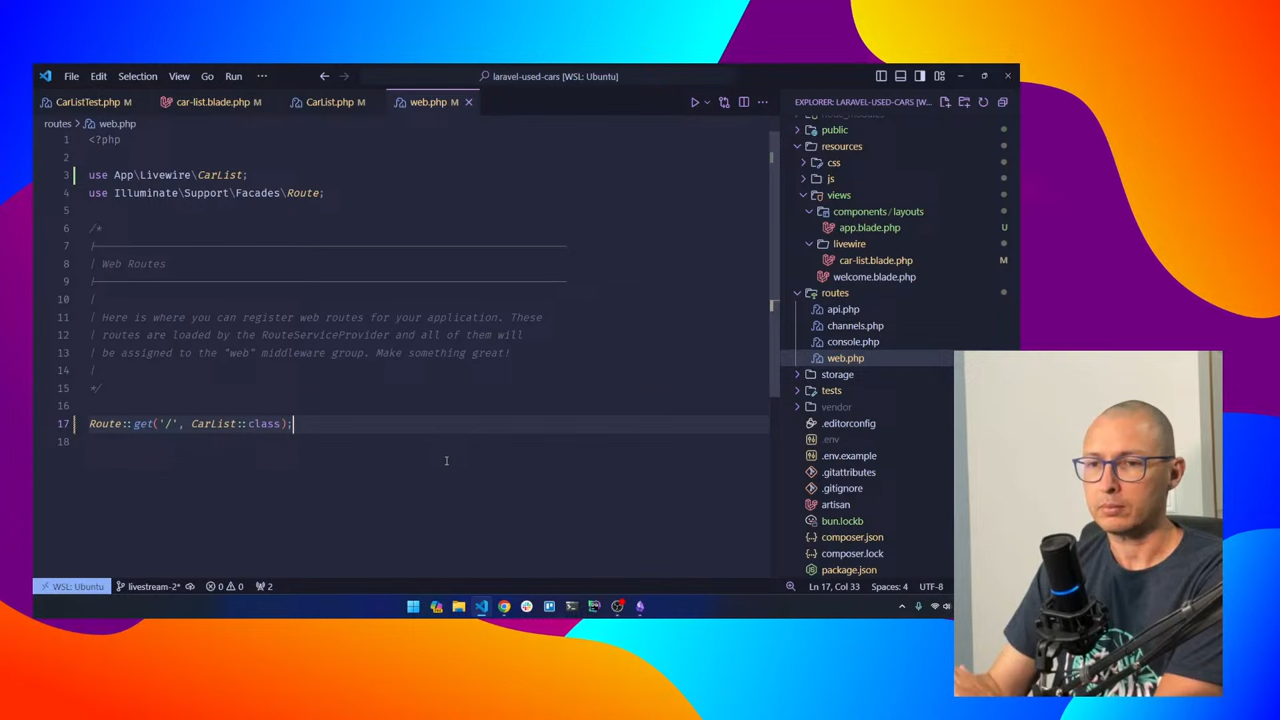 File Edit Selection View Go Run ...
laravel-used-cars [WSL: Ubuntu]
CarListTest.php M
car-list.blade.php M
CarList.php M
web.php M
EXPLORER: LARAVEL-USED-CARS [W...
routes > web.php
1 <?php
2
3 use App\Livewire\CarList;
4 use Illuminate\Support\Facades\Route;
5
6 /*
7 |
8 | Web Routes
9 |
10 |
11 | Here is where you can register web routes for your application. These
12 | routes are loaded by the RouteServiceProvider and all of them will
13 | be assigned to the "web" middleware group. Make something great!
14 |
15 */
16
17 Route::get('/', CarList::class);
18
node_modules
public
resources
css
js
views
components / layouts
app.blade.php U
livewire
car-list.blade.php M
welcome.blade.php
routes
api.php
channels.php
console.php
web.php
storage
tests
vendor
.editorconfig
.env
.env.example
.gitattributes
.gitignore
artisan
bun.lockb
composer.json
composer.lock
package.json
WSL: Ubuntu
livestream-2*
0 0
2
Ln 17, Col 33
Spaces: 4
UTF-8